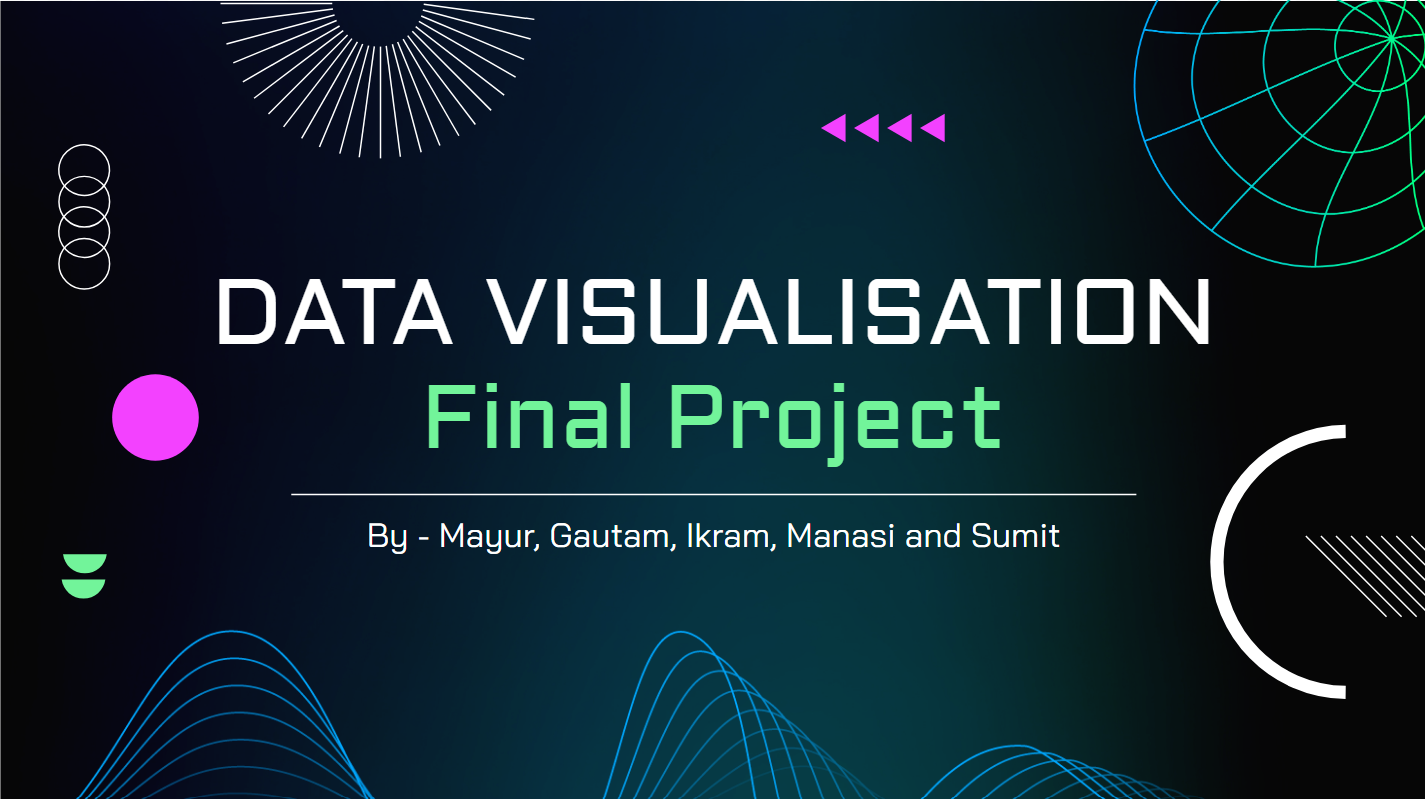 DATA VISUALISATION
Final Project
By - Mayur, Gautam, Ikram, Manasi and Sumit